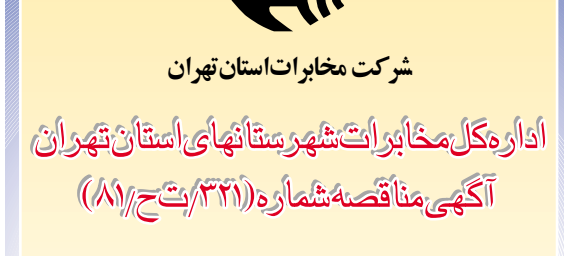 شرکت مخابرات استان تهران
اداره کل مخابرات شهرستانهای استان تهران
آگهی مناقصه شماره (۳۲۱/ت‌ح/۸۱)